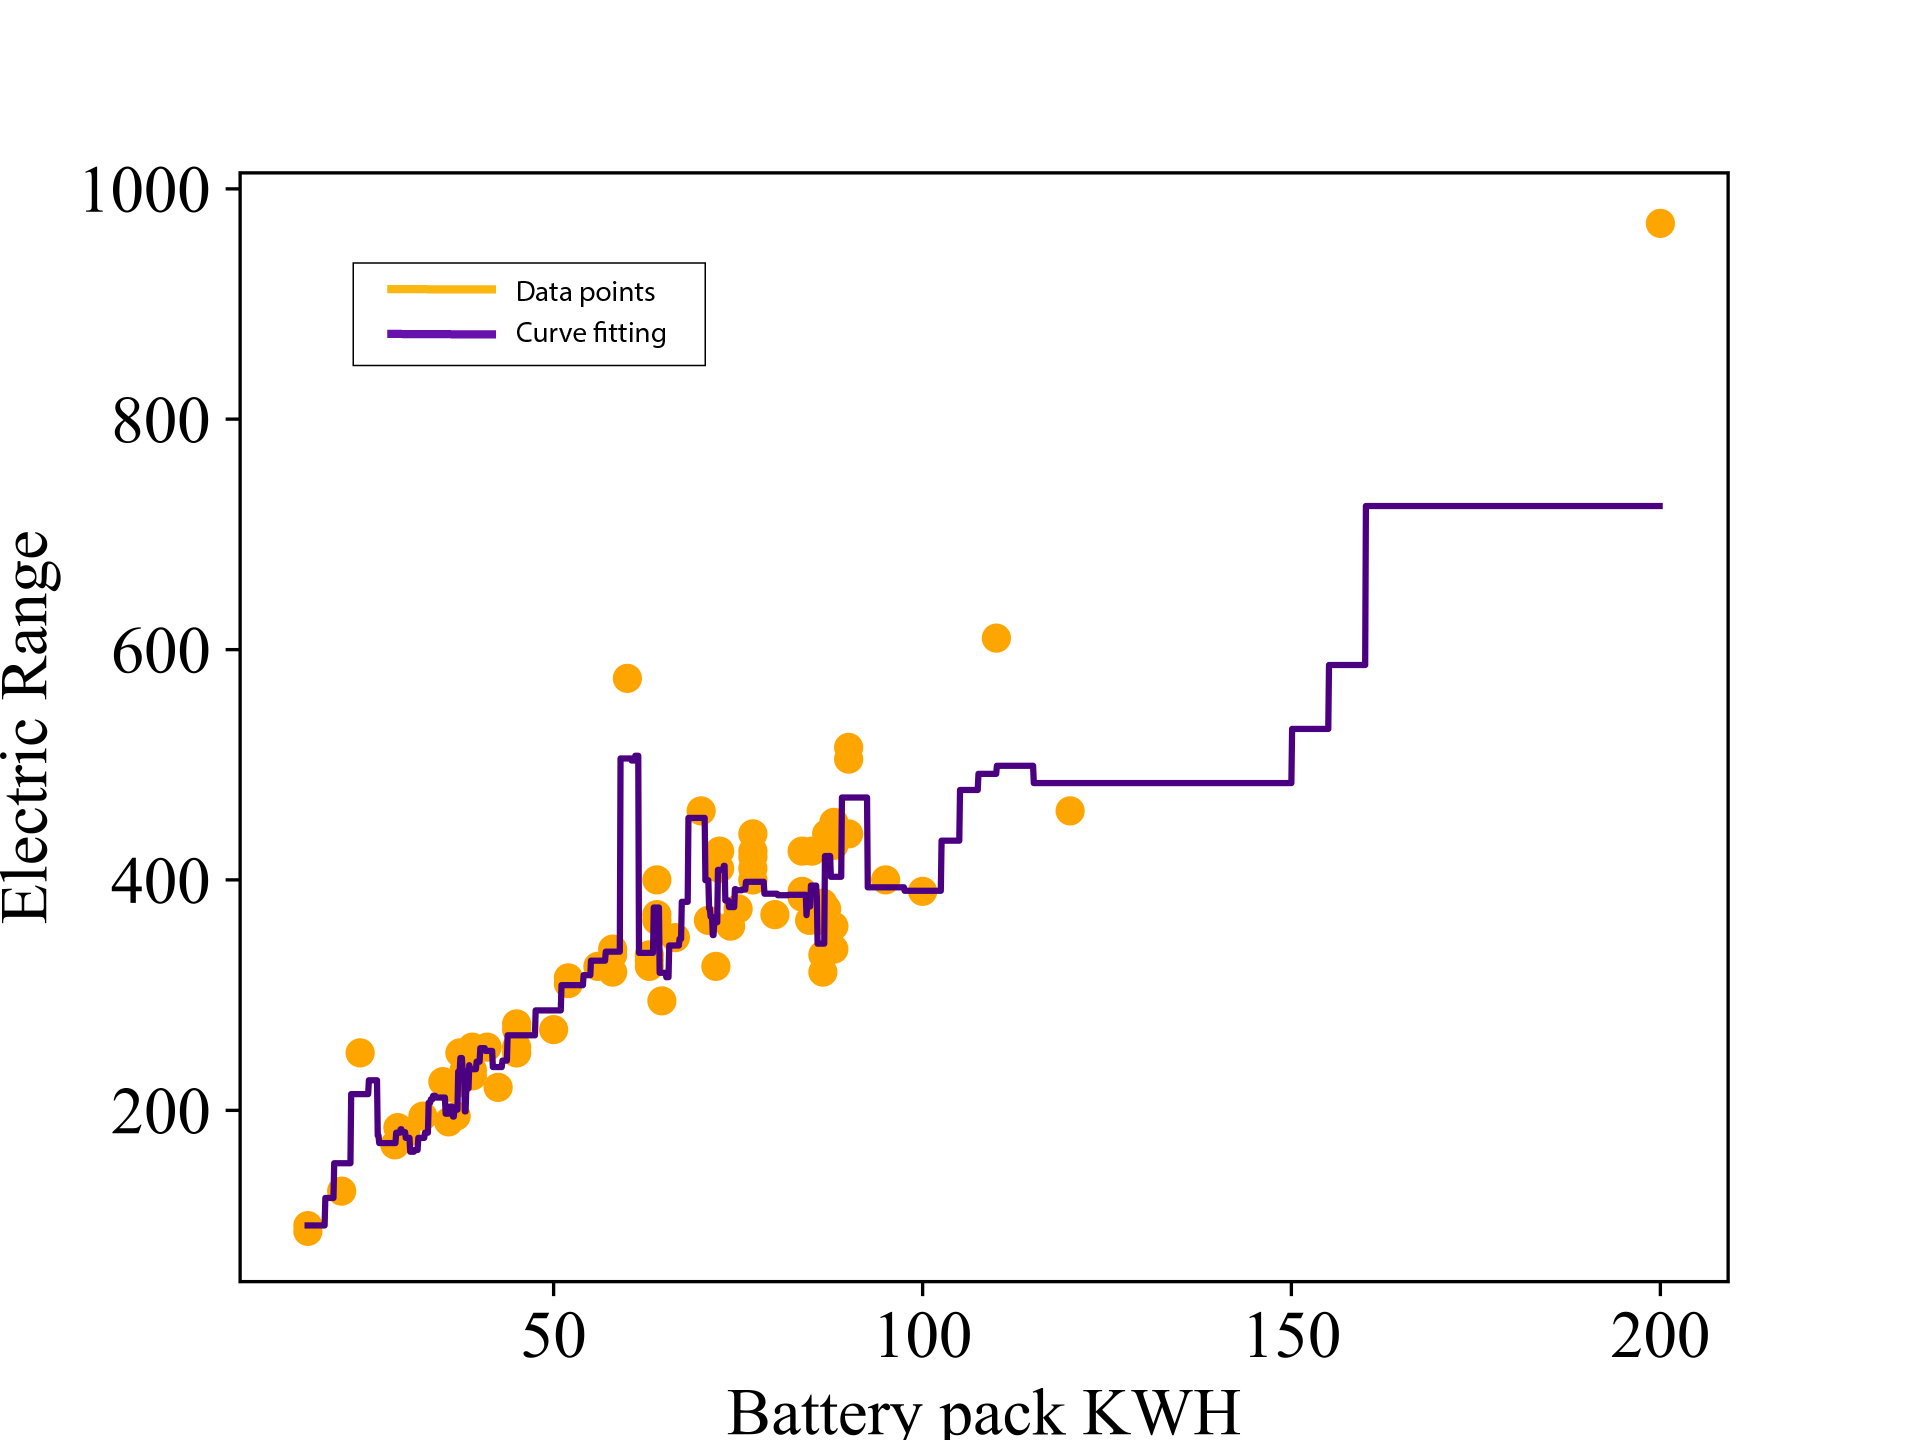 1000
800
600
400
200
Electric Range
Data points
Curve fitting
50 100 150 200
Battery pack KWH